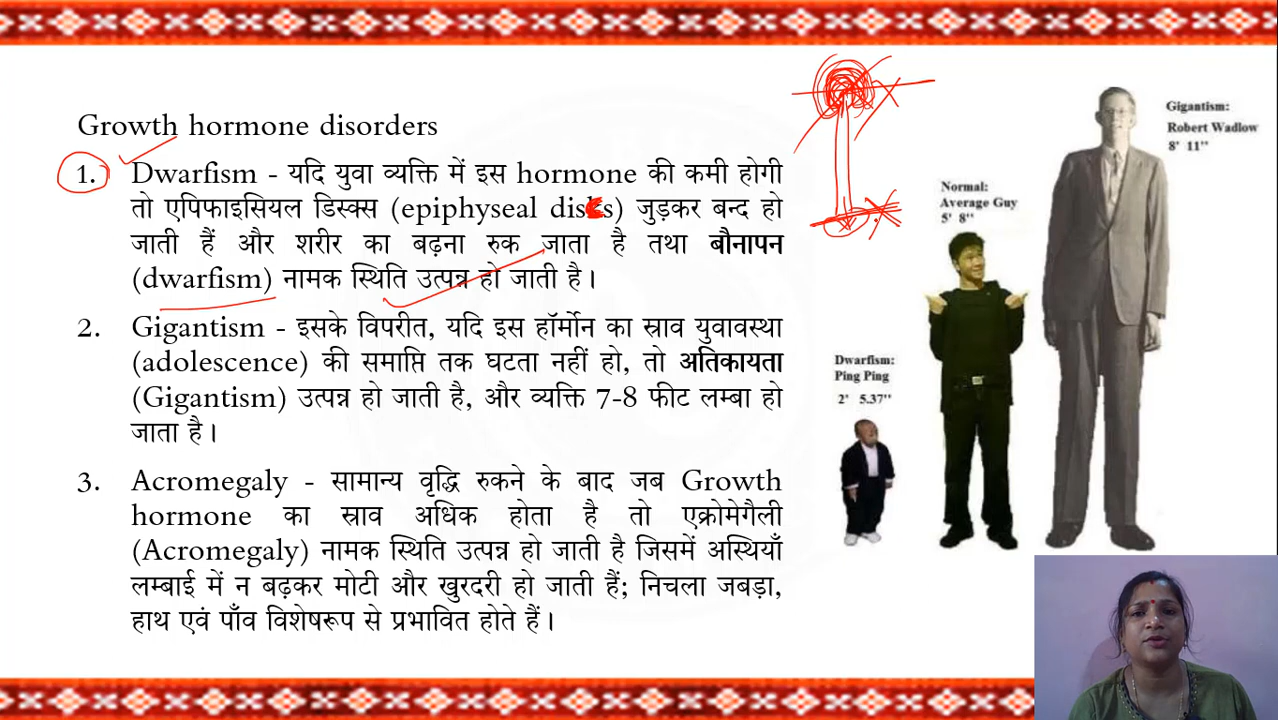 Growth hormone disorders
1. Dwarfism - यदि युवा व्यक्ति में इस hormone की कमी होगी
तो एपिफाइसियल डिस्क्स (epiphyseal discs) जुड़कर बन्द हो
जाती हैं और शरीर का बढ़ना रुक जाता है तथा बौनापन
(dwarfism) नामक स्थिति उत्पन्न हो जाती है।
2. Gigantism - इसके विपरीत, यदि इस हॉर्मोन का स्राव युवावस्था
(adolescence) की समाप्ति तक घटता नहीं हो, तो अतिकायता
(Gigantism) उत्पन्न हो जाती है, और व्यक्ति 7-8 फीट लम्बा हो
जाता है।
3. Acromegaly - सामान्य वृद्धि रुकने के बाद जब Growth
hormone का स्राव अधिक होता है तो एक्रोमेगैली
(Acromegaly) नामक स्थिति उत्पन्न हो जाती है जिसमें अस्थियाँ
लम्बाई में न बढ़कर मोटी और खुरदरी हो जाती हैं; निचला जबड़ा,
हाथ एवं पाँव विशेषरूप से प्रभावित होते हैं।
Dwarfism:
Ping Ping
2' 5.37"
Normal:
Average Guy
5' 8"
Gigantism:
Robert Wadlow
8' 11"